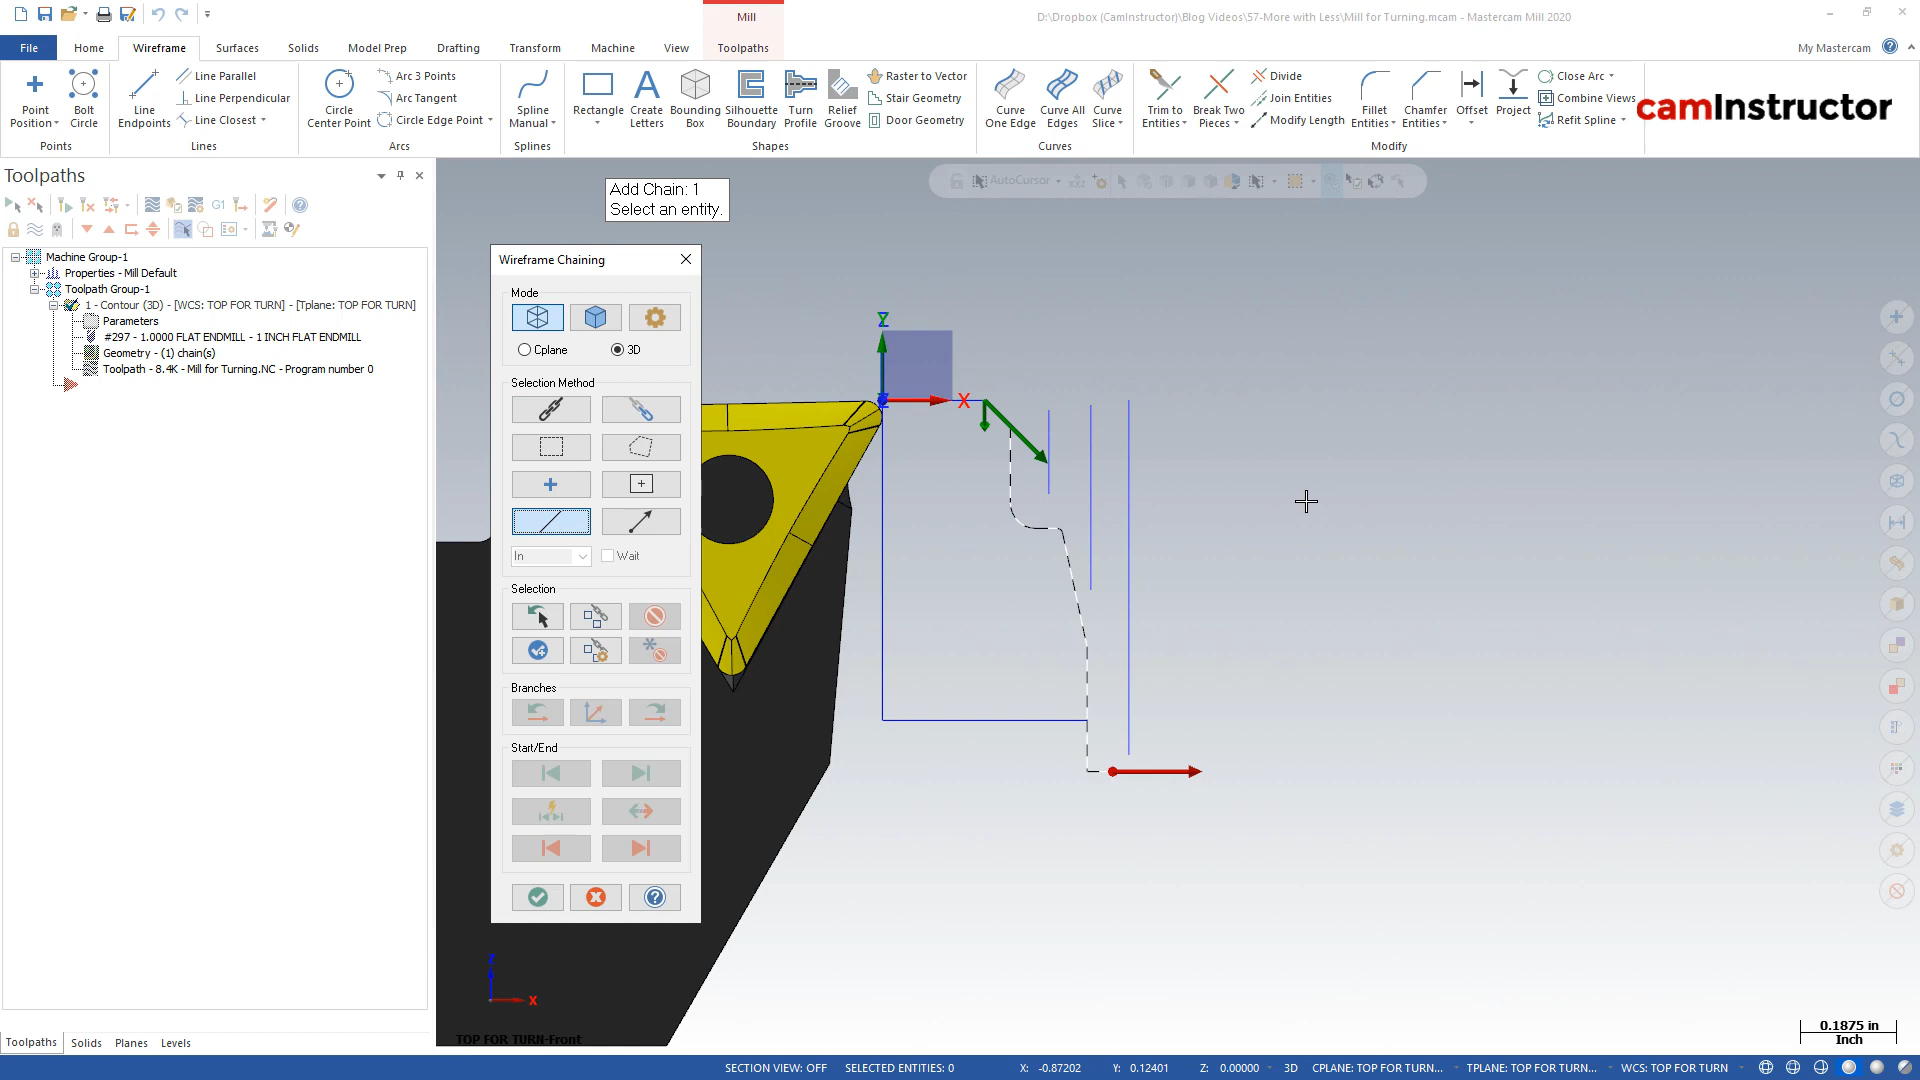 Mill
D:\Dropbox (CamInstructor)\Blog Videos\57-More with Less\Mill for Turning.mcam - Mastercam Mill 2020
File
Home
Wireframe
Surfaces
Solids
Model Prep
Drafting
Transform
Machine
View
Toolpaths
My Mastercam
Point Position
Bolt Circle
Points
Line Endpoints
Line Parallel
Line Perpendicular
Line Closest
Lines
Circle Center Point
Arc 3 Points
Arc Tangent
Circle Edge Point
Arcs
Spline Manual
Splines
Rectangle
Create Letters
Bounding Box
Silhouette Boundary
Turn Profile
Relief Groove
Raster to Vector
Stair Geometry
Door Geometry
Shapes
Curve One Edge
Curve All Edges
Curve Slice
Curves
Trim to Entities
Break Two Pieces
Divide
Join Entities
Modify Length
Fillet Entities
Chamfer Entities
Offset
Project
Close Arc
Combine Views
Refit Spline
Modify
camInstructor
Toolpaths
G1
Machine Group-1
Properties - Mill Default
Toolpath Group-1
1 - Contour (3D) - [WCS: TOP FOR TURN] - [Tplane: TOP FOR TURN]
Parameters
#297 - 1.0000 FLAT ENDMILL - 1 INCH FLAT ENDMILL
Geometry - (1) chain(s)
Toolpath - 8.4K - Mill for Turning.NC - Program number 0
Toolpaths
Solids
Planes
Levels
Add Chain: 1
Select an entity.
AutoCursor
Wireframe Chaining
Mode
Cplane
3D
Selection Method
In
Wait
Selection
Branches
Start/End
X
X
TOP FOR TURN-Front
0.1875 in
Inch
SECTION VIEW: OFF
SELECTED ENTITIES: 0
X: -0.87202
Y: 0.12401
Z: 0.00000
3D
CPLANE: TOP FOR TURN...
TPLANE: TOP FOR TURN...
WCS: TOP FOR TURN